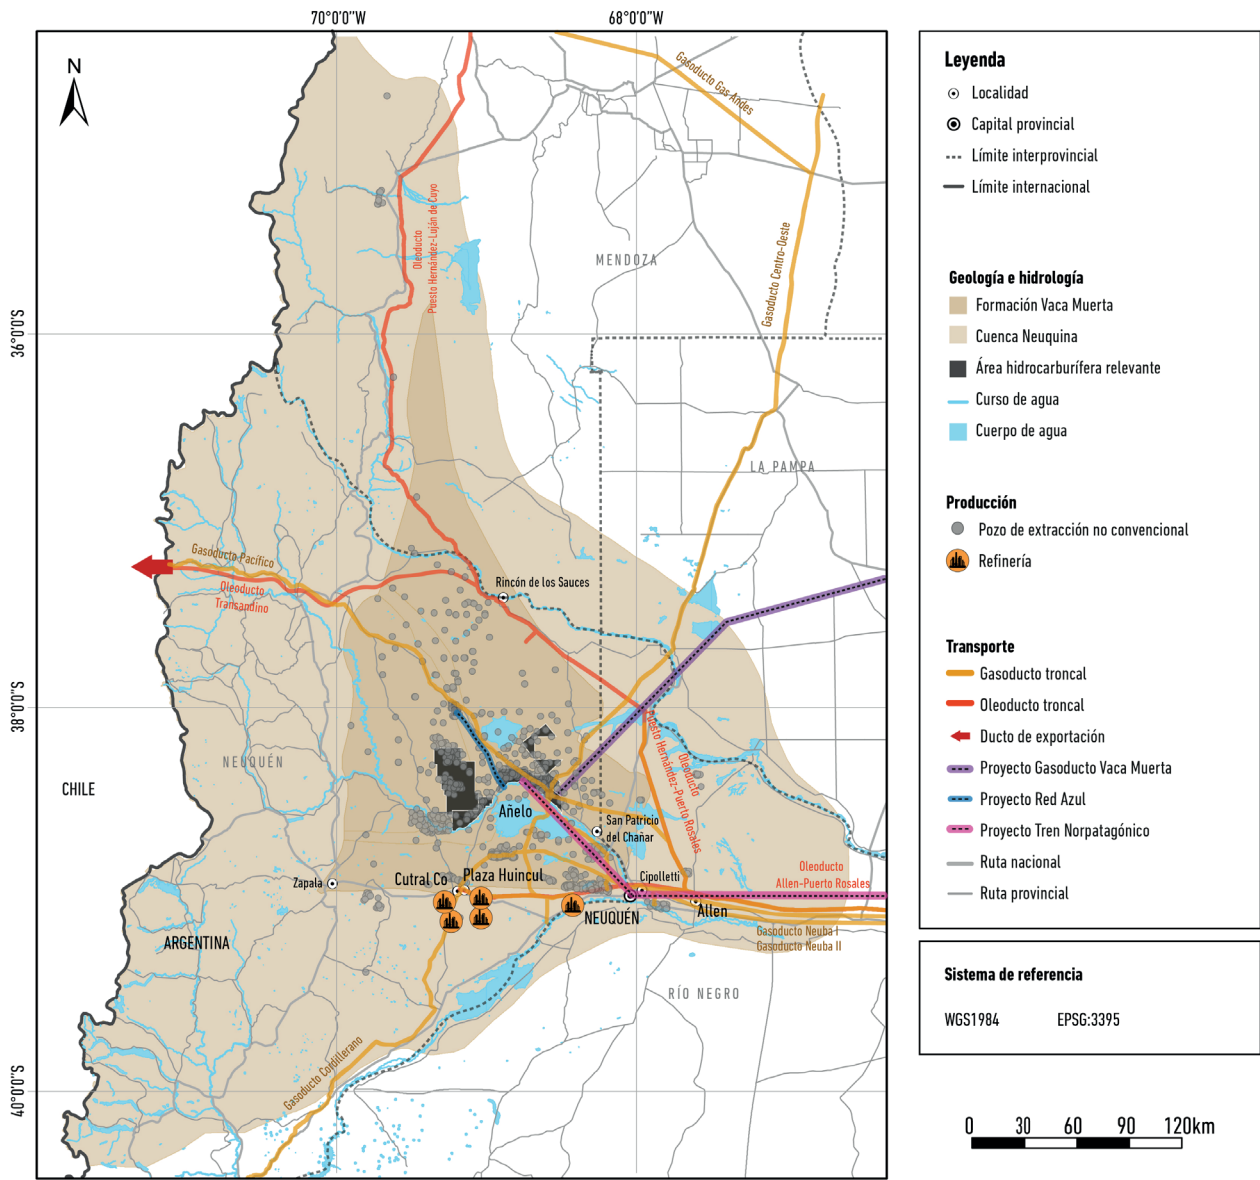 70°0'0''W
68°0'0''W
N
Gasoducto Gas Andes
Oleoducto
Puesto Hernández-Luján de Cuyo
MENDOZA
Gasoducto Centro-Oeste
36°0'0''S
LA PAMPA
Gasoducto Pacífico
Oleoducto
Transandino
Rincón de los Sauces
38°0'0''S
NEUQUÉN
CHILE
Oleoducto
Puesto Hernández-Puerto Rosales
Añelo
San Patricio
del Chañar
Oleoducto
Allen-Puerto Rosales
Zapala
Cutral Co
Plaza Huincul
Cipolletti
NEUQUÉN
Allen
ARGENTINA
Gasoducto Neuba I
Gasoducto Neuba II
RÍO NEGRO
Gasoducto Cordillerano
40°0'0''S
Leyenda
Localidad
Capital provincial
Límite interprovincial
Límite internacional
Geología e hidrología
Formación Vaca Muerta
Cuenca Neuquina
Área hidrocarburífera relevante
Curso de agua
Cuerpo de agua
Producción
Pozo de extracción no convencional
Refinería
Transporte
Gasoducto troncal
Oleoducto troncal
Ducto de exportación
Proyecto Gasoducto Vaca Muerta
Proyecto Red Azul
Proyecto Tren Norpatagónico
Ruta nacional
Ruta provincial
Sistema de referencia
WGS1984 EPSG:3395
0 30 60 90 120km